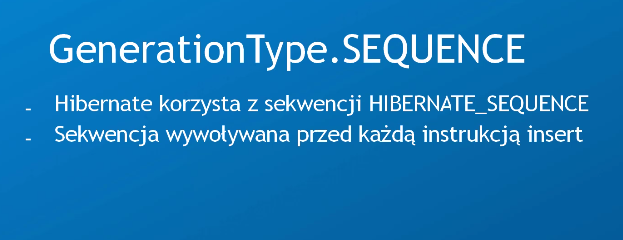 GenerationType.SEQUENCE
- Hibernate korzysta z sekwencji HIBERNATE_SEQUENCE
- Sekwencja wywoływana przed każdą instrukcją insert